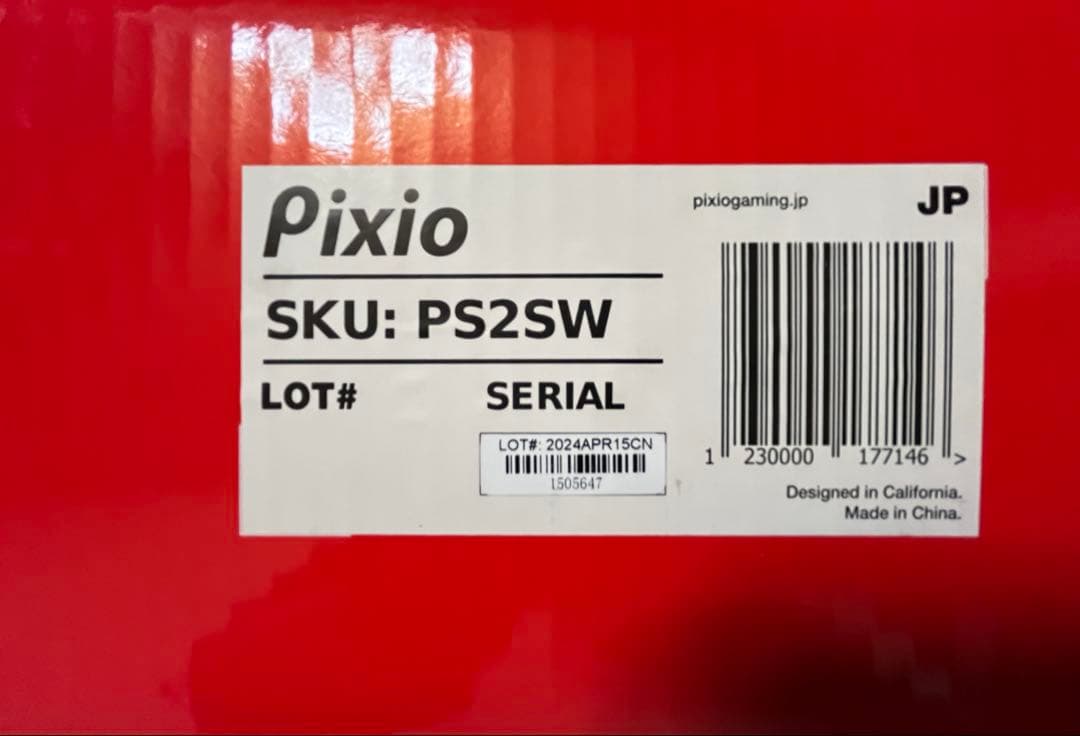 Pixio
pixiogaming.jp
JP
SKU: PS2SW
LOT#
SERIAL
LOT#: 2024APR15CN
1505647
1 230000 177146 >
Designed in California.
Made in China.